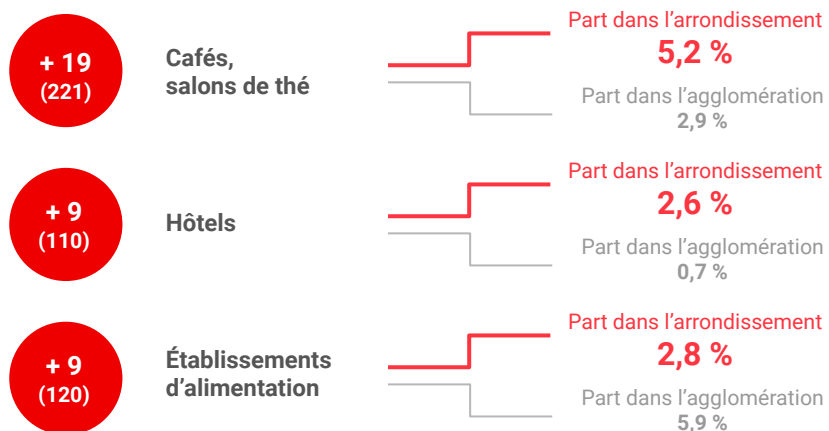 + 19
(221)
Cafés,
salons de thé
Part dans l’arrondissement
5,2 %
Part dans l’agglomération
2,9 %
+ 9
(110)
Hôtels
Part dans l’arrondissement
2,6 %
Part dans l’agglomération
0,7 %
+ 9
(120)
Établissements
d’alimentation
Part dans l’arrondissement
2,8 %
Part dans l’agglomération
5,9 %